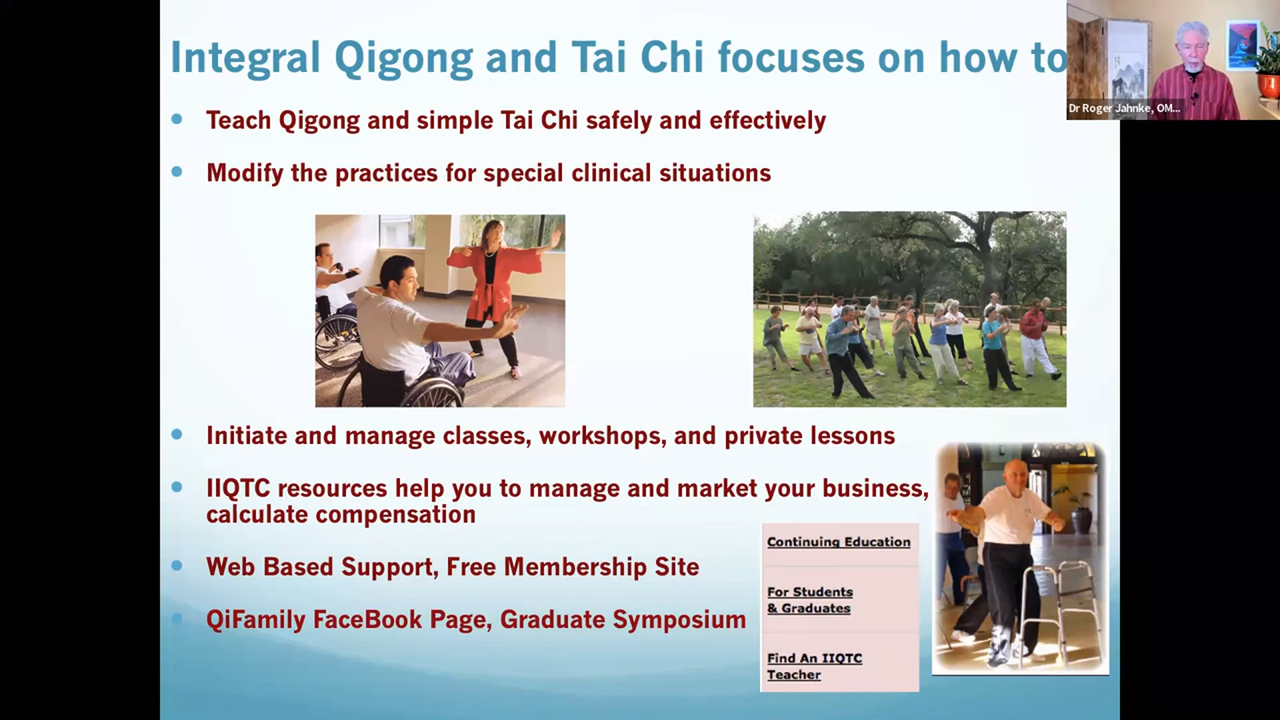 Integral Qigong and Tai Chi focuses on how to
Dr Roger Jahnke, OM...
Teach Qigong and simple Tai Chi safely and effectively
Modify the practices for special clinical situations
Initiate and manage classes, workshops, and private lessons
IIQTC resources help you to manage and market your business,
calculate compensation
Web Based Support, Free Membership Site
QiFamily FaceBook Page, Graduate Symposium
Continuing Education
For Students
& Graduates
Find An IIQTC
Teacher